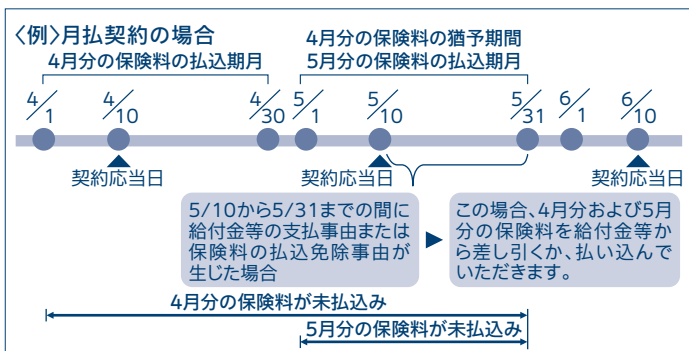 〈例〉月払契約の場合
4月分の保険料の払込期月
4月分の保険料の猶予期間
5月分の保険料の払込期月
4/1
4/10
4/30
5/1
5/10
5/31
6/1
6/10
契約応当日
契約応当日
契約応当日
5/10から5/31までの間に
給付金等の支払事由または
保険料の払込免除事由が
生じた場合
この場合、4月分および5月
分の保険料を給付金等か
ら差し引くか、払い込んで
いただきます。
4月分の保険料が未払込み
5月分の保険料が未払込み